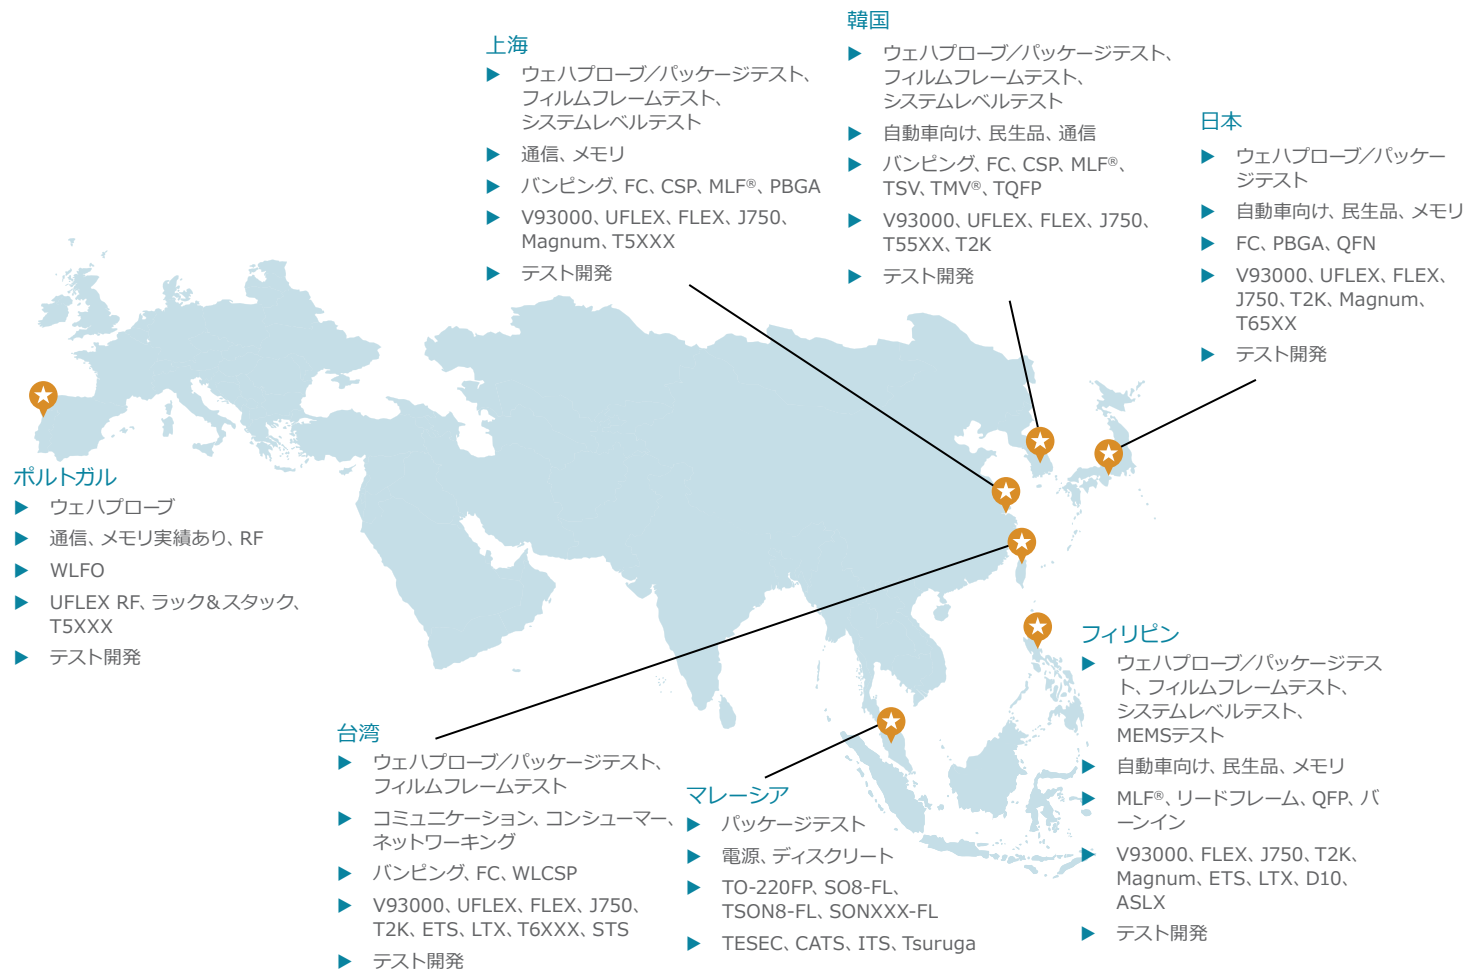 上海
▶ ウェハプローブ／パッケージテスト、
フィルムフレームテスト、
システムレベルテスト
▶ 通信、メモリ
▶ バンピング、FC、CSP、MLF®、PBGA
▶ V93000、UFLEX、FLEX、J750、
Magnum、T5XXX
▶ テスト開発
韓国
▶ ウェハプローブ／パッケージテスト、
フィルムフレームテスト、
システムレベルテスト
▶ 自動車向け、民生品、通信
▶ バンピング、FC、CSP、MLF®、
TSV、TMV®、TQFP
▶ V93000、UFLEX、FLEX、J750、
T55XX、T2K
▶ テスト開発
日本
▶ ウェハプローブ／パッケー
ジテスト
▶ 自動車向け、民生品、メモリ
▶ FC、PBGA、QFN
▶ V93000、UFLEX、FLEX、
J750、T2K、Magnum、
T65XX
▶ テスト開発
ポルトガル
▶ ウェハプローブ
▶ 通信、メモリ実績あり、RF
▶ WLFO
▶ UFLEX RF、ラック&スタック、
T5XXX
▶ テスト開発
台湾
▶ ウェハプローブ／パッケージテスト、
フィルムフレームテスト
▶ コミュニケーション、コンシューマー、
ネットワーキング
▶ バンピング、FC、WLCSP
▶ V93000、UFLEX、FLEX、J750、
T2K、ETS、LTX、T6XXX、STS
▶ テスト開発
マレーシア
▶ パッケージテスト
▶ 電源、ディスクリート
▶ TO-220FP、SO8-FL、
TSON8-FL、SONXXX-FL
▶ TESEC、CATS、ITS、Tsuruga
フィリピン
▶ ウェハプローブ／パッケージテス
ト、フィルムフレームテスト、
システムレベルテスト、
MEMSテスト
▶ 自動車向け、民生品、メモリ
▶ MLF®、リードフレーム、QFP、バ
ーンイン
▶ V93000、FLEX、J750、T2K、
Magnum、ETS、LTX、D10、
ASLX
▶ テスト開発